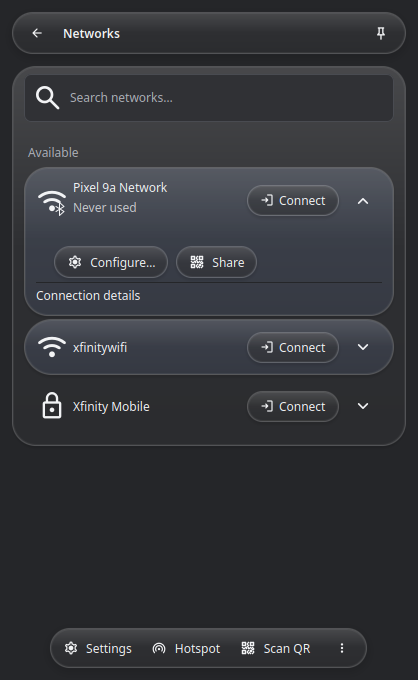 Networks
Search networks...
Available
Pixel 9a Network
Never used
Connect
Configure...
Share
Connection details
xfinitywifi
Connect
Xfinity Mobile
Connect
Settings
Hotspot
Scan QR